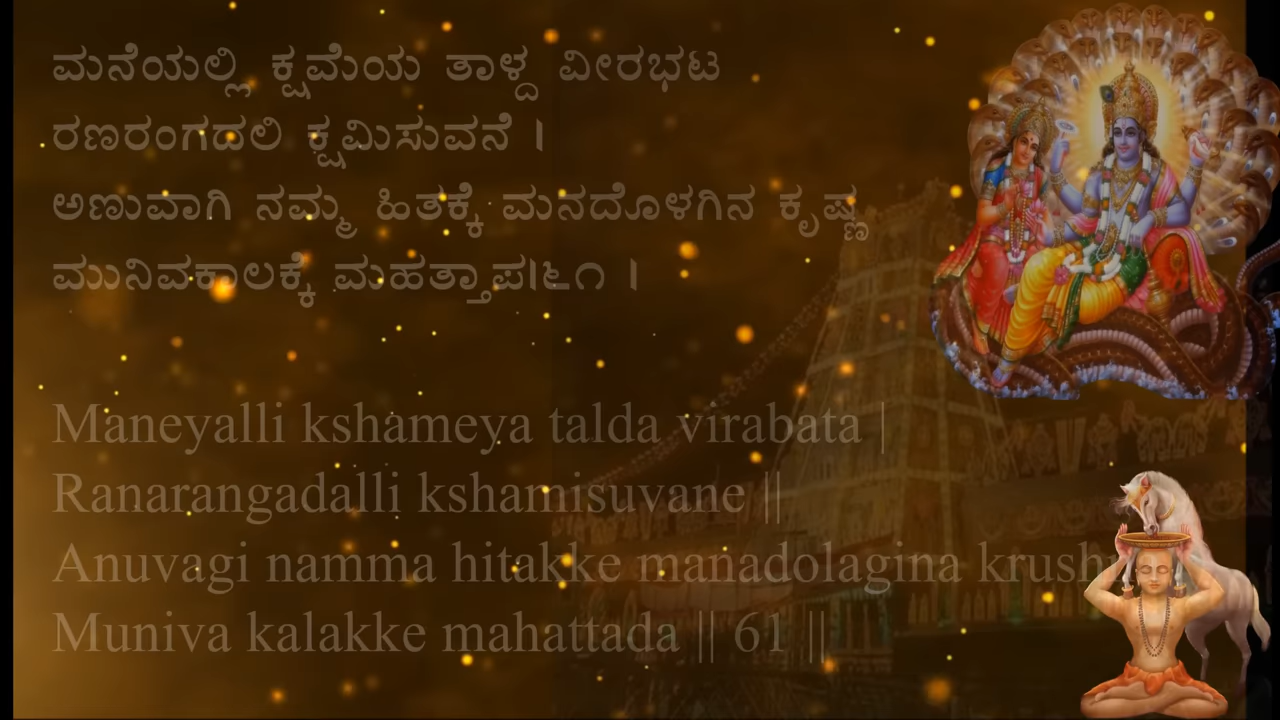 ಮನೆಯಲ್ಲಿ ಕ್ಷಮೆಯ ತಾಳ್ದ ವೀರಭಟ
ರಣರಂಗದಲಿ ಕ್ಷಮಿಸುವನೆ |
ಅಣುವಾಗಿ ನಮ್ಮ ಹಿತಕ್ಕೆ ಮನದೊಳಗಿನ ಕೃಷ್ಣ
ಮುನಿವಕಾಲಕ್ಕೆ ಮಹತ್ತಾಪ|೬೧ |
Maneyalli kshameya talda virabata |
Ranarangadalli kshamisuvane ||
Anuvagi namma hitakke manadolagina
Muniva kalakke mahattada || 61 ||